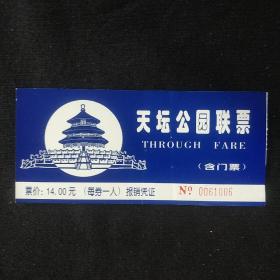 天坛公园联票
THROUGH FARE
(含门票)
票价:14.00元 (每券一人) 报销凭证 Nº 0061006